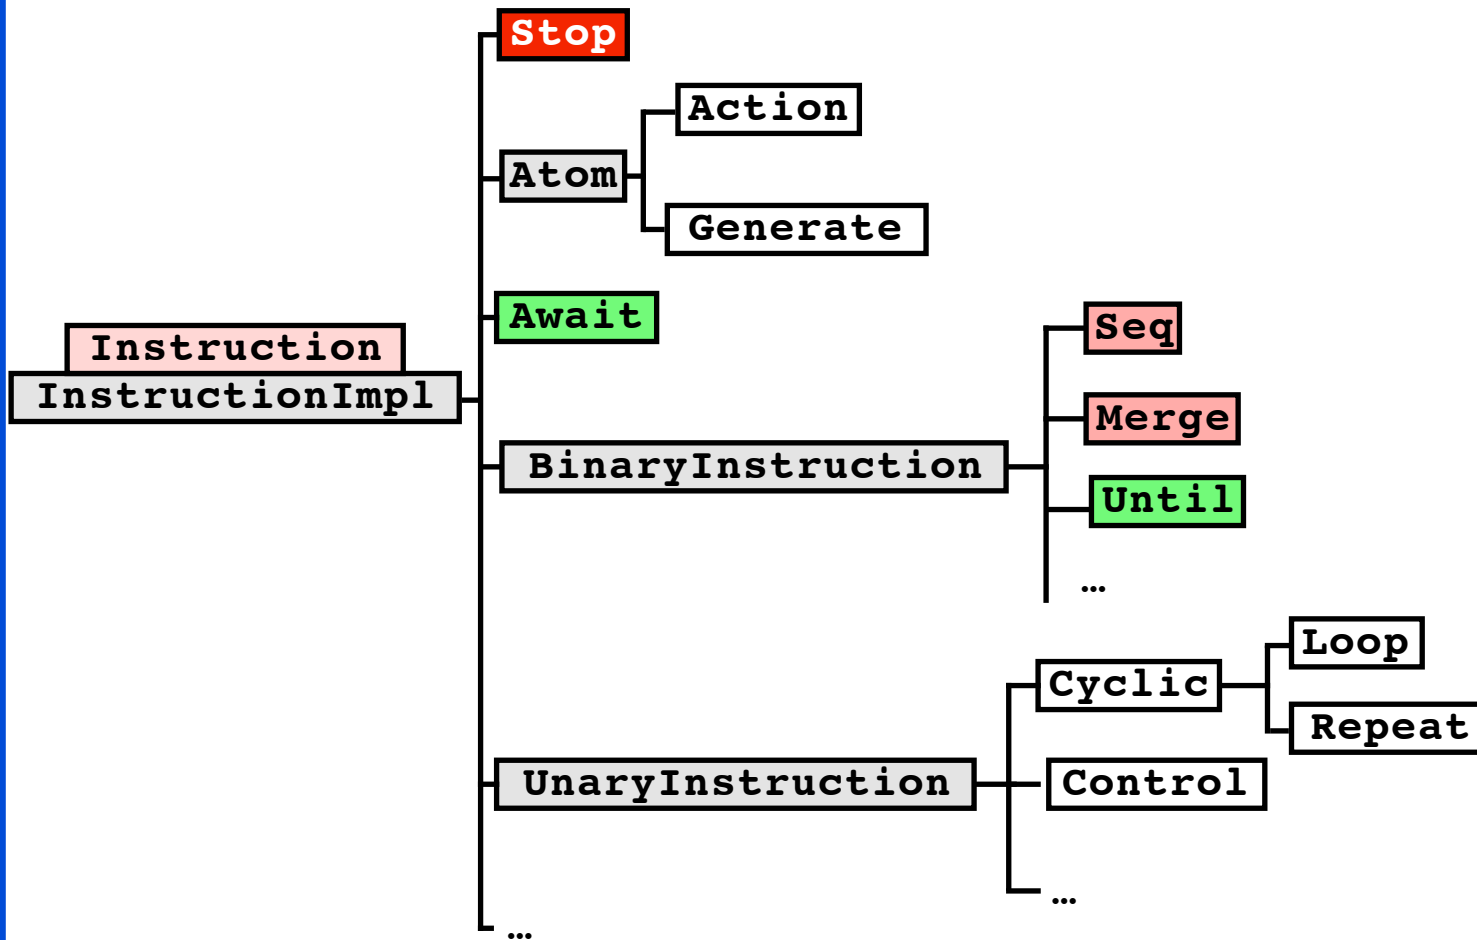 Stop
Action
Atom
Generate
Await
Instruction
InstructionImpl
Seq
Merge
BinaryInstruction
Until
…
Loop
Cyclic
Repeat
UnaryInstruction
Control
…
…